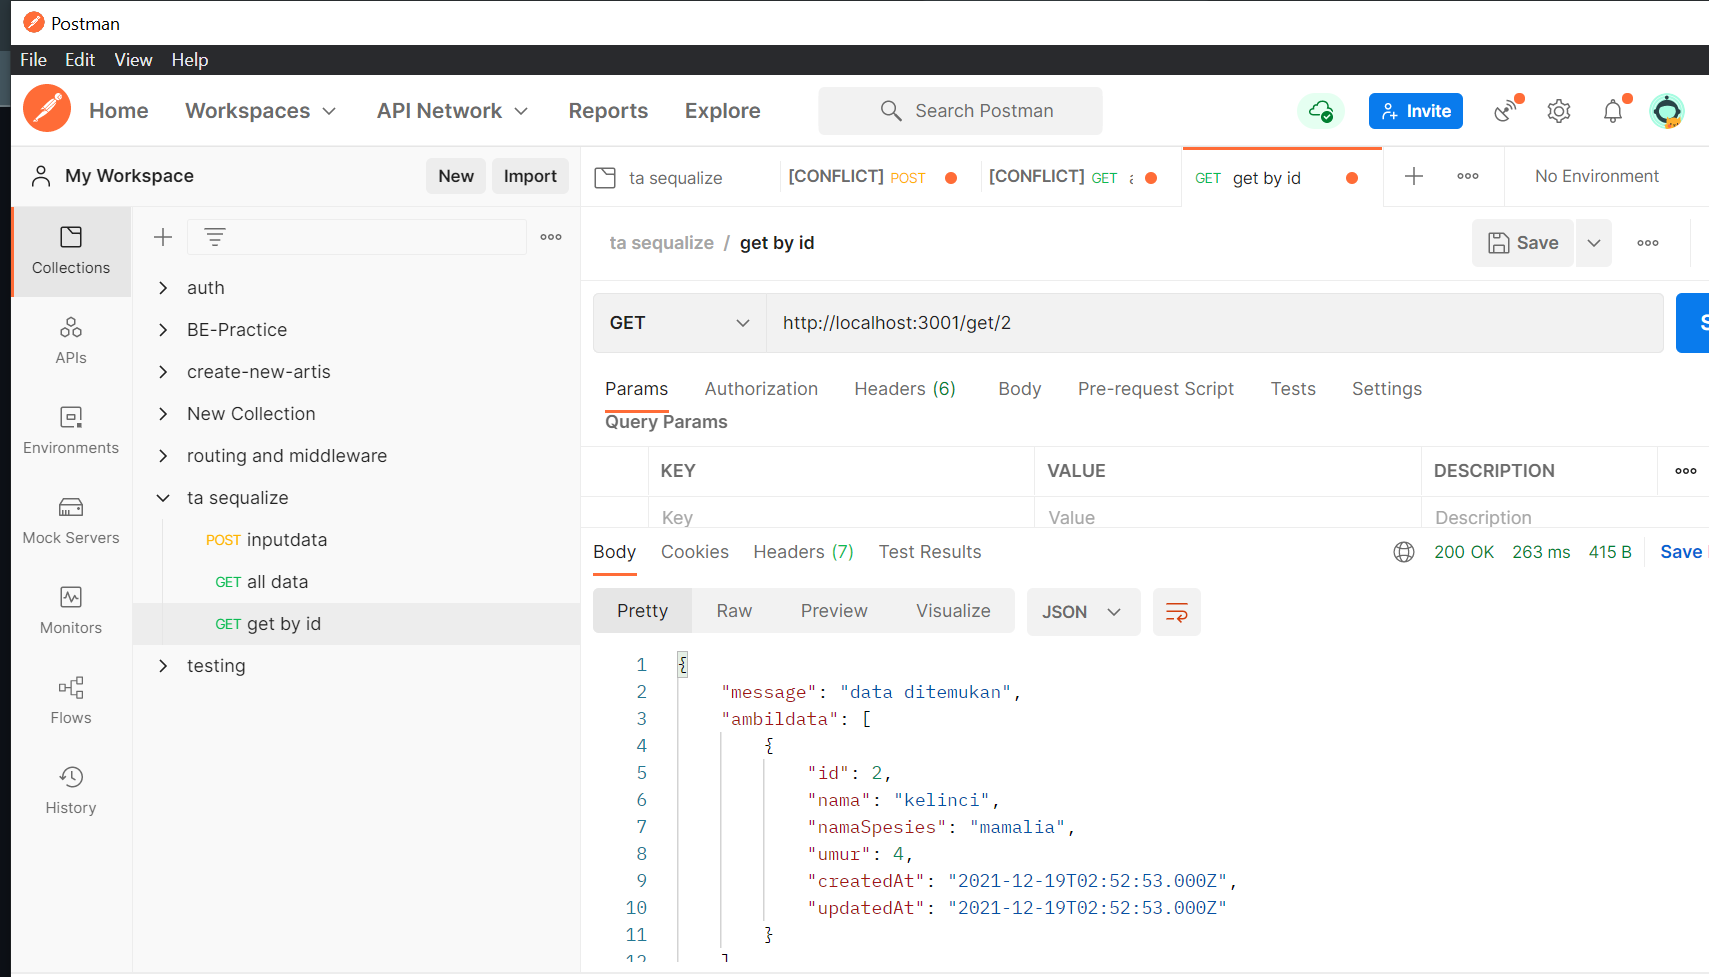 Postman
File Edit View Help
Home Workspaces API Network Reports Explore Search Postman Invite
My Workspace New Import
ta sequalize [CONFLICT] POST [CONFLICT] GET GET get by id No Environment
Collections
APIs
Environments
Mock Servers
Monitors
Flows
History
auth
BE-Practice
create-new-artis
New Collection
routing and middleware
ta sequalize
POST inputdata
GET all data
GET get by id
testing
ta sequalize / get by id Save
GET http://localhost:3001/get/2
Params Authorization Headers (6) Body Pre-request Script Tests Settings
Query Params
KEY VALUE DESCRIPTION
Key Value Description
Body Cookies Headers (7) Test Results 200 OK 263 ms 415 B Save
Pretty Raw Preview Visualize JSON
1 {
2 "message": "data ditemukan",
3 "ambildata": [
4 {
5 "id": 2,
6 "nama": "kelinci",
7 "namaSpesies": "mamalia",
8 "umur": 4,
9 "createdAt": "2021-12-19T02:52:53.000Z",
10 "updatedAt": "2021-12-19T02:52:53.000Z"
11 }
12 ]